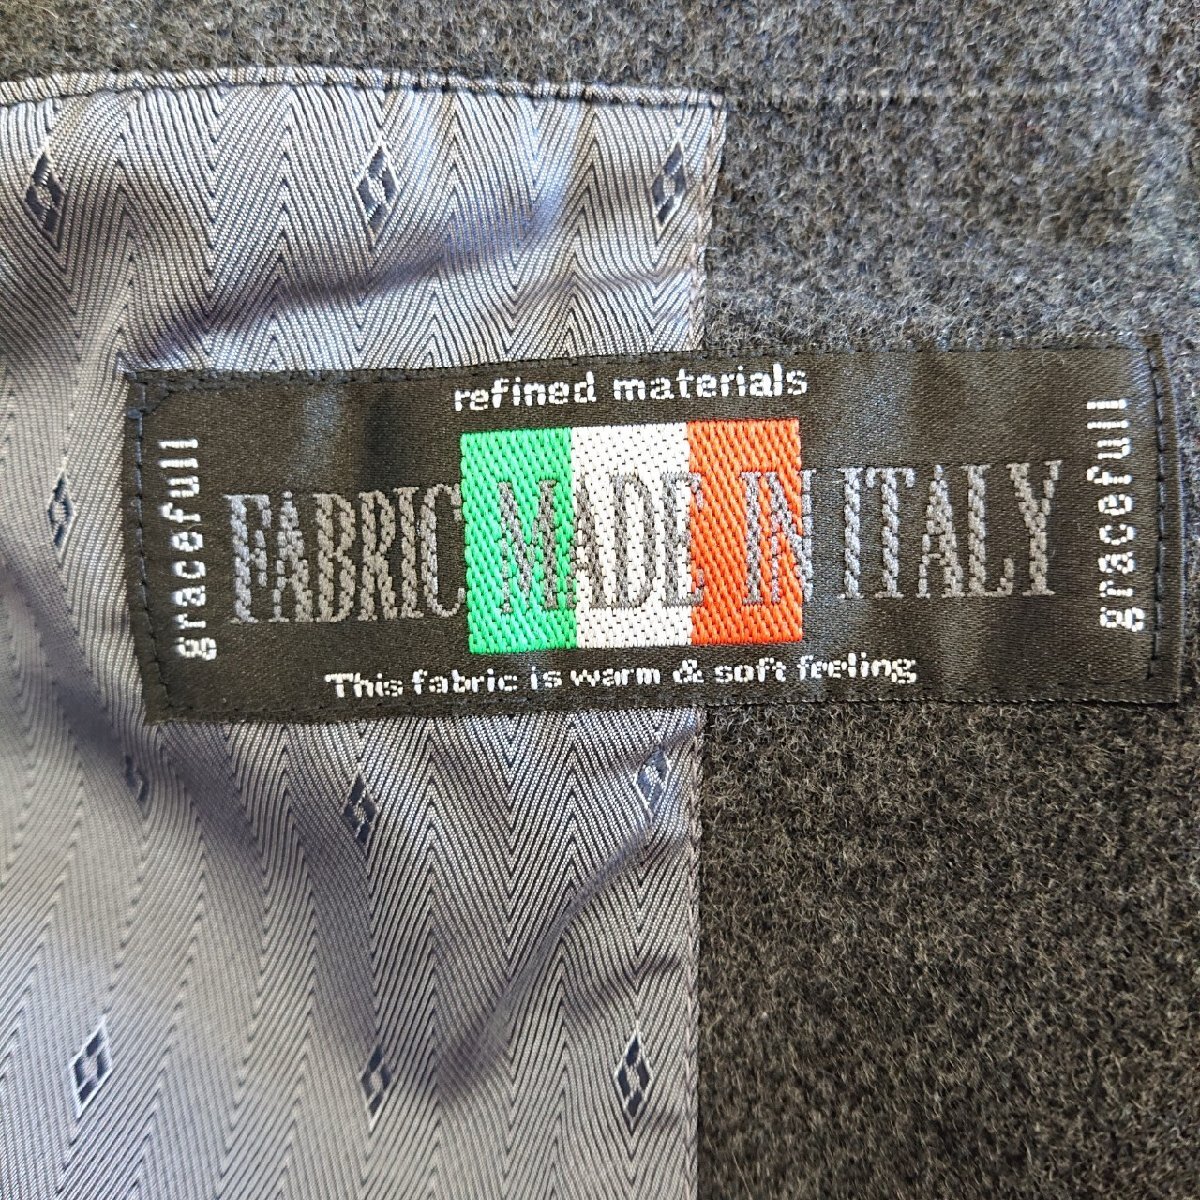 refined materials
gracefull
FABRIC MADE IN ITALY
gracefull
This fabric is warm & soft feeling